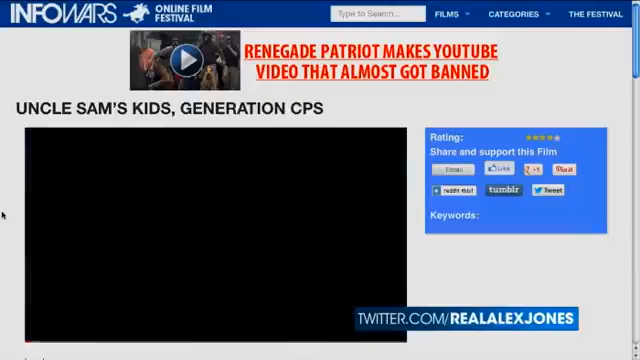 INFOWARS
ONLINE FILM
FESTIVAL
Type to Search...
FILMS
CATEGORIES
THE FESTIVAL
RENEGADE PATRIOT MAKES YOUTUBE
VIDEO THAT ALMOST GOT BANNED
UNCLE SAM'S KIDS, GENERATION CPS
Rating:
Share and support this Film
Email
Like
+1
Pin it
reddit this!
tumblr
Tweet
Keywords:
TWITTER.COM/REALALEXJONES